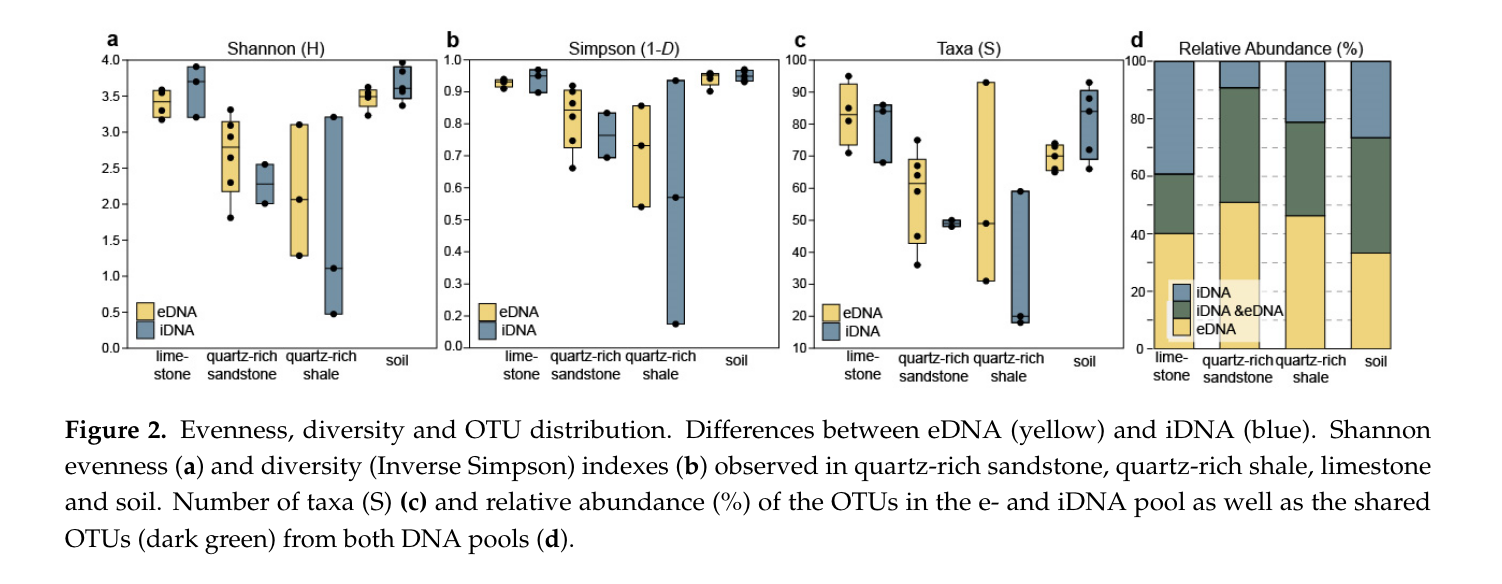 a
Shannon (H)
4.0
3.5
3.0
2.5
2.0
1.5
1.0
0.5
0.0
eDNA
iDNA
lime-
stone
quartz-rich
sandstone
quartz-rich
shale
soil
b
Simpson (1-D)
1.0
0.9
0.8
0.7
0.6
0.5
0.4
0.3
0.2
0.0
eDNA
iDNA
lime-
stone
quartz-rich
sandstone
quartz-rich
shale
soil
c
Taxa (S)
100
90
80
70
60
50
40
30
20
10
eDNA
iDNA
lime-
stone
quartz-rich
sandstone
quartz-rich
shale
soil
d
Relative Abundance (%)
100
80
60
40
20
0
iDNA
iDNA &eDNA
eDNA
lime-
stone
quartz-rich
sandstone
quartz-rich
shale
soil
Figure 2. Evenness, diversity and OTU distribution. Differences between eDNA (yellow) and iDNA (blue). Shannon
evenness (a) and diversity (Inverse Simpson) indexes (b) observed in quartz-rich sandstone, quartz-rich shale, limestone
and soil. Number of taxa (S) (c) and relative abundance (%) of the OTUs in the e- and iDNA pool as well as the shared
OTUs (dark green) from both DNA pools (d).